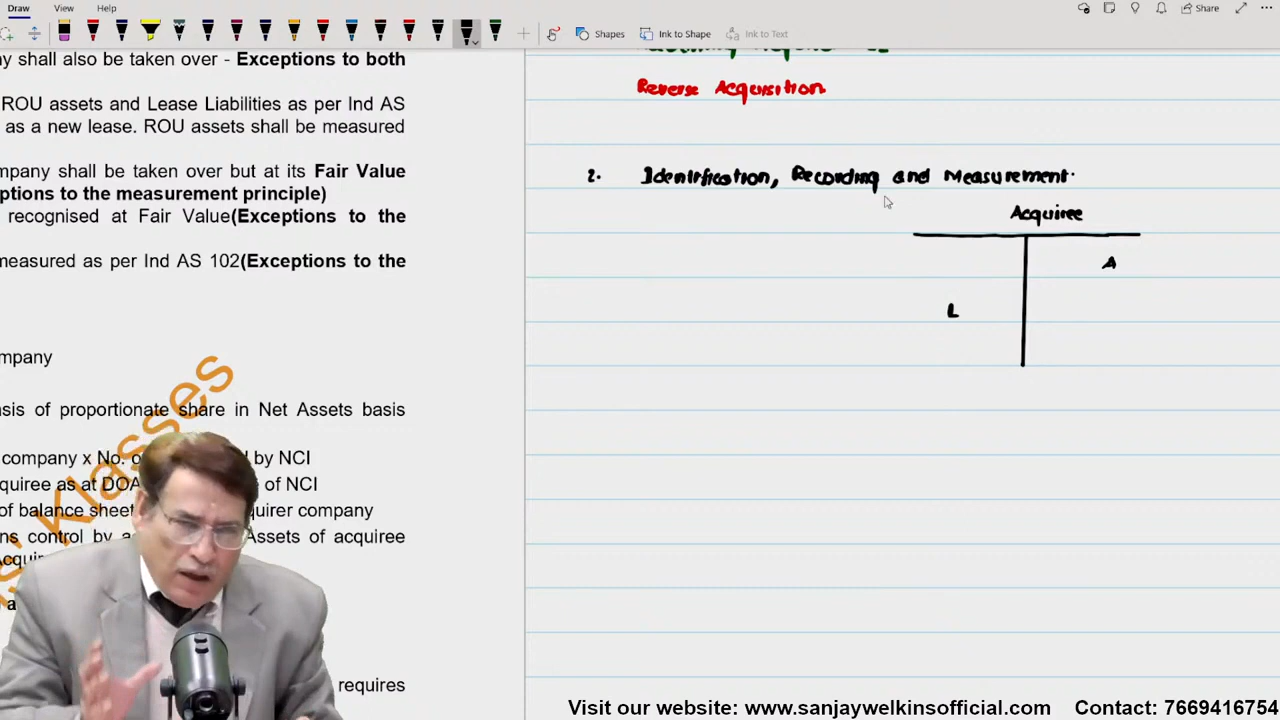 Draw View Help
Shapes Ink to Shape Ink to Text Share
y shall also be taken over - Exceptions to both
ROU assets and Lease Liabilities as per Ind AS
as a new lease. ROU assets shall be measured
mpany shall be taken over but at its Fair Value
ceptions to the measurement principle)
recognised at Fair Value(Exceptions to the
measured as per Ind AS 102(Exceptions to the
ompany
sis of proportionate share in Net Assets basis
company x No. o d by NCI
quiree as at DOA of NCI
of balance sheet quirer company
ns control by a Assets of acquiree
Acqui
a
requires
Klasses
Reverse Acquisition
2. Identification, Recording and Measurement.
Acquiree
A
L
Visit our website: www.sanjaywelkinsofficial.com Contact: 7669416754